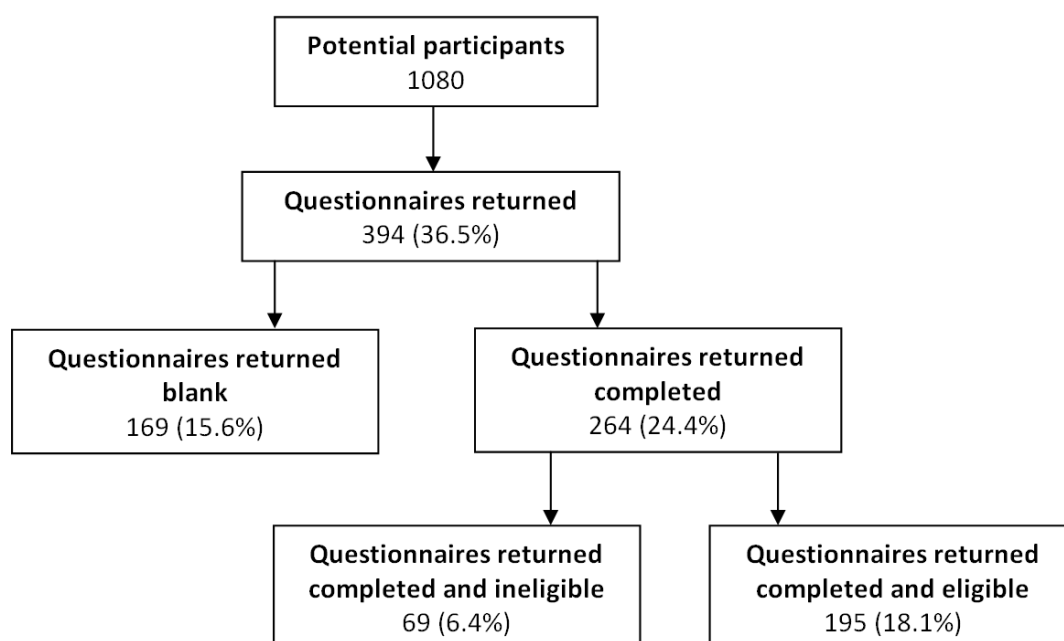 Potential participants
1080
Questionnaires returned
394 (36.5%)
Questionnaires returned
blank
169 (15.6%)
Questionnaires returned
completed
264 (24.4%)
Questionnaires returned
completed and ineligible
69 (6.4%)
Questionnaires returned
completed and eligible
195 (18.1%)